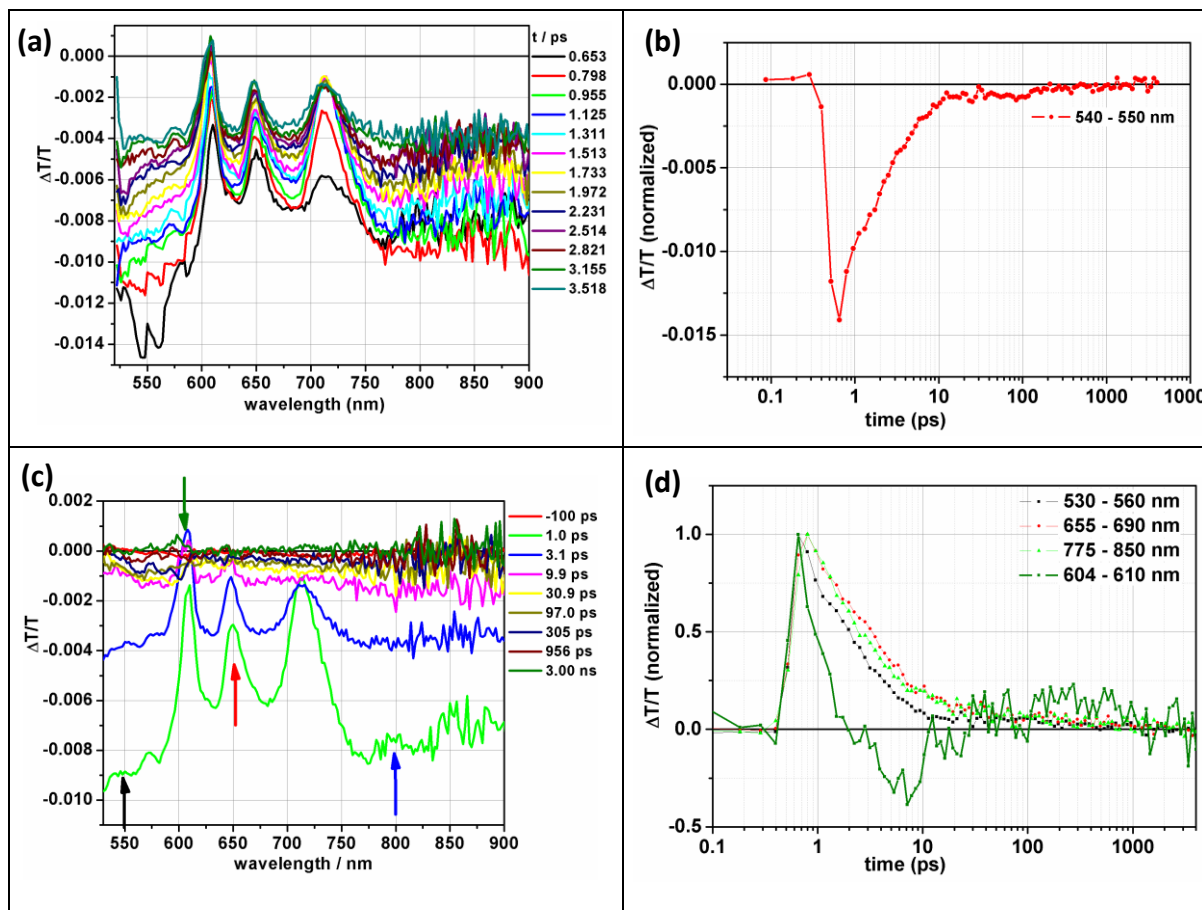 (a)
t / ps
0.653
0.798
0.955
1.125
1.311
1.513
1.733
1.972
2.231
2.514
2.821
3.155
3.518
ΔT/T
0.000
-0.002
-0.004
-0.006
-0.008
-0.010
-0.012
-0.014
550 600 650 700 750 800 850 900
wavelength (nm)
(b)
540 - 550 nm
ΔT/T (normalized)
0.000
-0.005
-0.010
-0.015
0.1 1 10 100 1000 10000
time (ps)
(c)
-100 ps
1.0 ps
3.1 ps
9.9 ps
30.9 ps
97.0 ps
305 ps
956 ps
3.00 ns
ΔT/T
0.002
0.000
-0.002
-0.004
-0.006
-0.008
-0.010
550 600 650 700 750 800 850 900
wavelength / nm
(d)
530 - 560 nm
655 - 690 nm
775 - 850 nm
604 - 610 nm
ΔT/T (normalized)
1.0
0.5
0.0
-0.5
0.1 1 10 100 1000
time (ps)